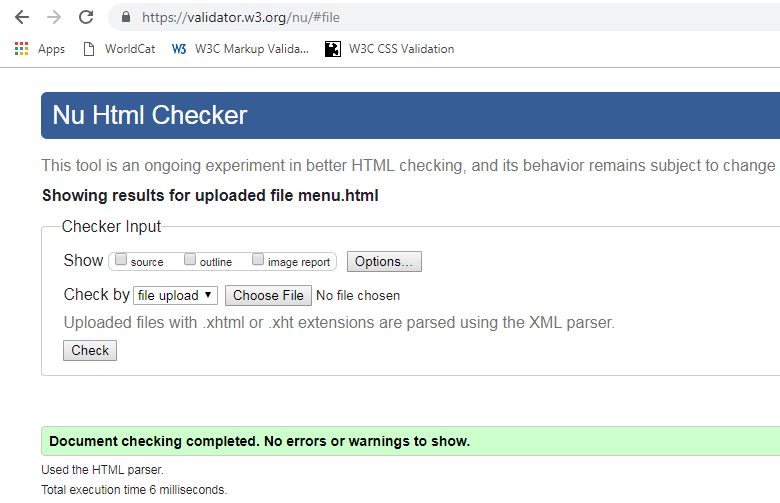 https://validator.w3.org/nu/#file
Apps WorldCat W3 W3C Markup Valida... W3C CSS Validation
Nu Html Checker
This tool is an ongoing experiment in better HTML checking, and its behavior remains subject to change
Showing results for uploaded file menu.html
Checker Input
Show source outline image report Options...
Check by file upload Choose File No file chosen
Uploaded files with .xhtml or .xht extensions are parsed using the XML parser.
Check
Document checking completed. No errors or warnings to show.
Used the HTML parser.
Total execution time 6 milliseconds.